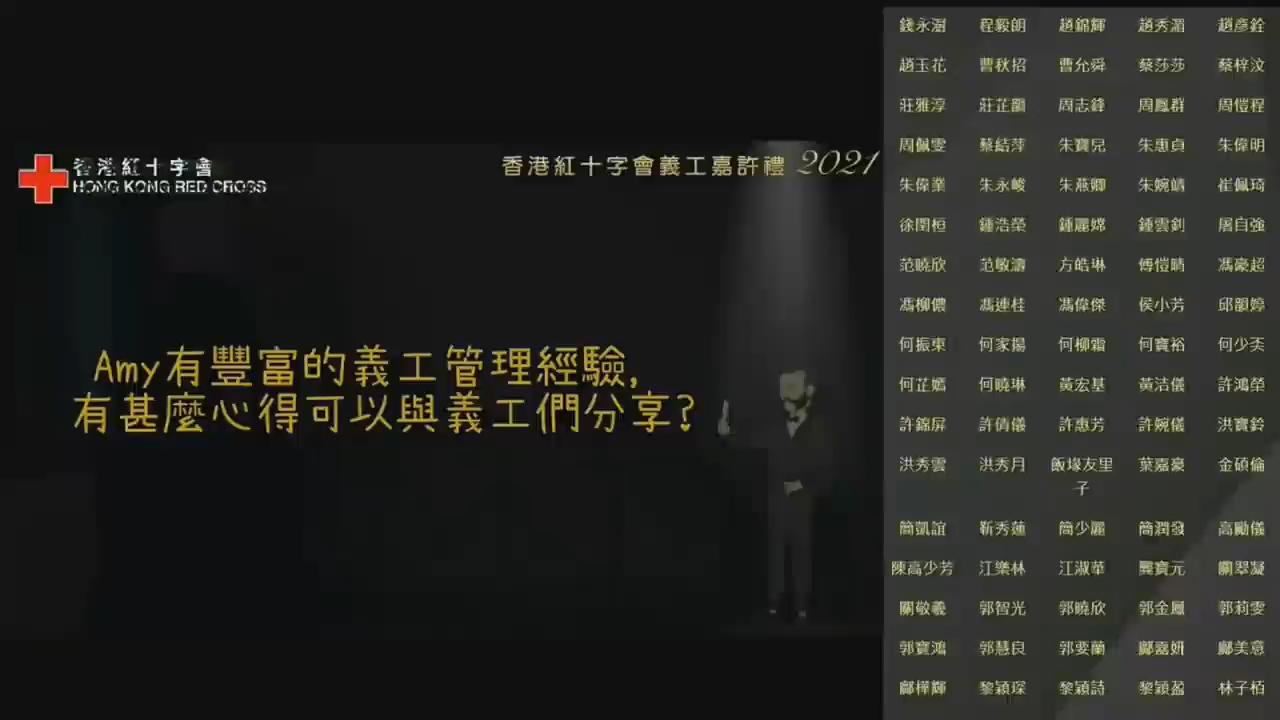 香港紅十字會
HONG KONG RED CROSS
香港紅十字會義工嘉許禮 2021
Amy有豐富的義工管理經驗,
有甚麼心得可以與義工們分享?
錢永澍 程毅朗 趙錦輝 趙秀湄 趙彥銓
趙玉花 曹秋招 曹允舜 蔡莎莎 蔡梓汶
莊雅淳 莊芷韻 周志鋒 周鳳群 周愷程
周佩雯 蔡結萍 朱寶兒 朱惠貞 朱偉明
朱偉業 朱永峻 朱燕卿 朱婉婧 崔佩琦
徐閏桓 鍾浩榮 鍾麗嫦 鍾雲釗 屠自強
范曉欣 范敏濤 方皓琳 傅愷晴 馮豪超
馮柳儂 馮連桂 馮偉傑 侯小芳 邱韻婷
何振東 何家揚 何柳霜 何寶裕 何少
何芷嫣 何曉琳 黃宏基 黃洁儀 許鴻榮
許錦屏 許倩儀 許惠芳 許婉儀 洪寶鈴
洪秀雲 洪秀月 飯塚友里 葉嘉豪 金碩倫
子
簡凱誼 靳秀蓮 簡少麗 簡潤發 高勵儀
陳高少芳 江樂林 江淑華 龔寶元 關翠凝
關敬羲 郭智光 郭曉欣 郭金鳳 郭莉雯
郭寶鴻 郭慧良 郭要蘭 鄺嘉妍 鄺美意
鄺樺輝 黎穎琛 黎穎詩 黎穎盈 林子栢